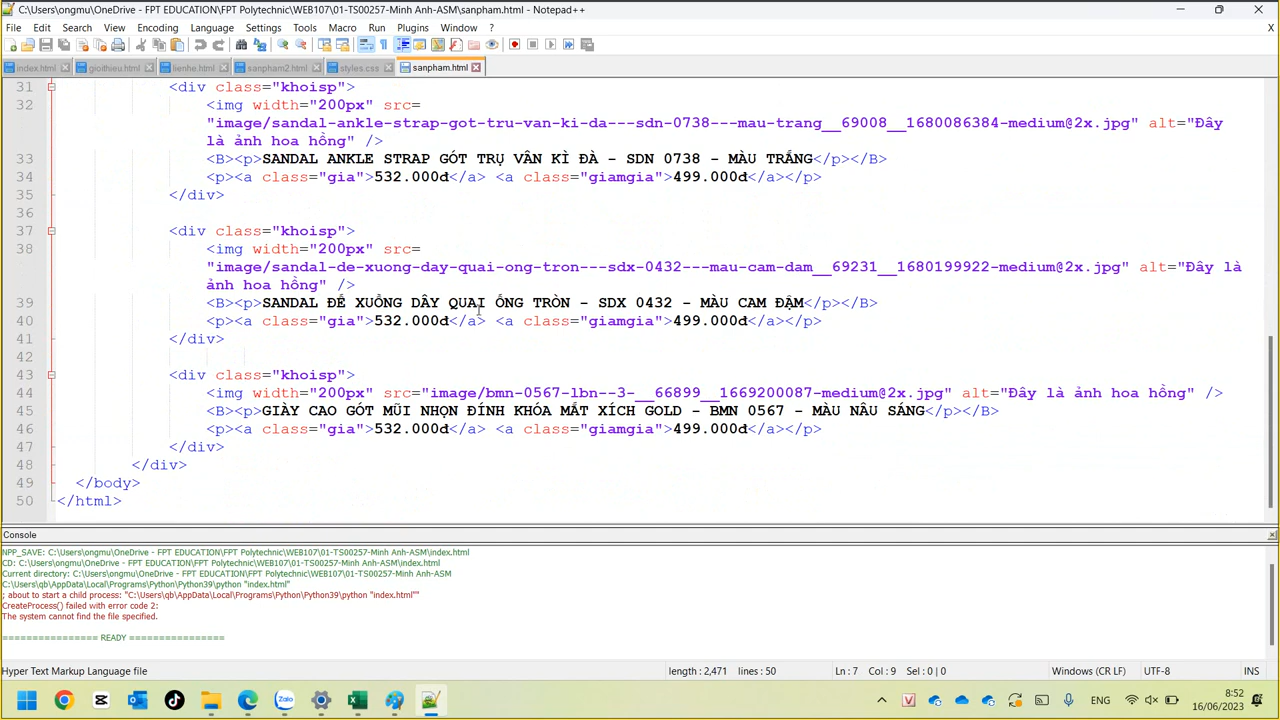 C:\Users\ongmu\OneDrive - FPT EDUCATION\FPT Polytechnic\WEB107\01-TS00257-Minh Anh-ASM\sanpham.html - Notepad++
File Edit Search View Encoding Language Settings Tools Macro Run Plugins Window ? X
index.html gioithieu.html lienhe.html sanpham2.html styles.css sanpham.html
31 <div class="khoisp">
32 <img width="200px" src=
"image/sandal-ankle-strap-got-tru-van-ki-da---sdn-0738---mau-trang__69008__1680086384-medium@2x.jpg" alt="Đây
là ảnh hoa hồng" />
33 <B><p>SANDAL ANKLE STRAP GÓT TRỤ VÂN KÌ ĐÀ - SDN 0738 - MÀU TRẮNG</p></B>
34 <p><a class="gia">532.000đ</a> <a class="giamgia">499.000đ</a></p>
35 </div>
36
37 <div class="khoisp">
38 <img width="200px" src=
"image/sandal-de-xuong-day-quai-ong-tron---sdx-0432---mau-cam-dam__69231__1680199922-medium@2x.jpg" alt="Đây là
ảnh hoa hồng" />
39 <B><p>SANDAL ĐẾ XUỒNG DÂY QUAI ỐNG TRÒN - SDX 0432 - MÀU CAM ĐẬM</p></B>
40 <p><a class="gia">532.000đ</a> <a class="giamgia">499.000đ</a></p>
41 </div>
42
43 <div class="khoisp">
44 <img width="200px" src="image/bmn-0567-lbn--3-__66899__1669200087-medium@2x.jpg" alt="Đây là ảnh hoa hồng" />
45 <B><p>GIÀY CAO GÓT MŨI NHỌN ĐÍNH KHÓA MẮT XÍCH GOLD - BMN 0567 - MÀU NÂU SÁNG</p></B>
46 <p><a class="gia">532.000đ</a> <a class="giamgia">499.000đ</a></p>
47 </div>
48 </div>
49 </body>
50 </html>
Console
NPP_SAVE: C:\Users\ongmu\OneDrive - FPT EDUCATION\FPT Polytechnic\WEB107\01-TS00257-Minh Anh-ASM\index.html
CD: C:\Users\ongmu\OneDrive - FPT EDUCATION\FPT Polytechnic\WEB107\01-TS00257-Minh Anh-ASM\index.html
Current directory: C:\Users\ongmu\OneDrive - FPT EDUCATION\FPT Polytechnic\WEB107\01-TS00257-Minh Anh-ASM
C:\Users\qb\AppData\Local\Programs\Python\Python39\python "index.html"
; about to start a child process: "C:\Users\qb\AppData\Local\Programs\Python\Python39\python "index.html""
CreateProcess() failed with error code 2:
The system cannot find the file specified.
================ READY ================
Hyper Text Markup Language file length : 2,471 lines : 50 Ln : 7 Col : 9 Sel : 0 | 0 Windows (CR LF) UTF-8 INS
Zalo V ENG 8:52
16/06/2023